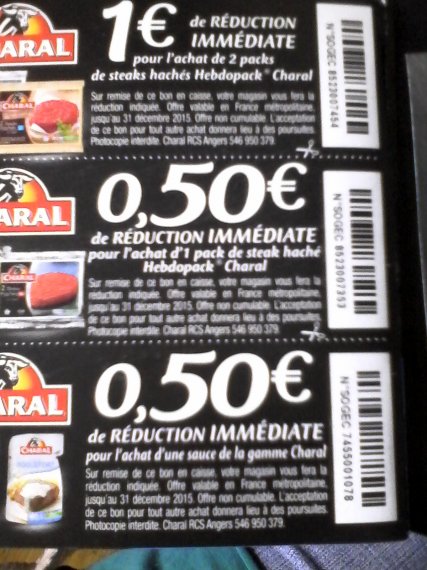 CHARAL
1€ de RÉDUCTION
IMMÉDIATE
pour l'achat de 2 packs
de steaks hachés Hebdopack® Charal
Sur remise de ce bon en caisse, votre magasin vous fera la
réduction indiquée. Offre valable en France métropolitaine,
jusqu'au 31 décembre 2015. Offre non cumulable. L'acceptation
de ce bon pour tout autre achat donnera lieu à des poursuites.
Photocopie interdite. Charal RCS Angers 546 950 379.
N°SOGEC 8523007454
CHARAL
ARAL
0,50€
de RÉDUCTION IMMÉDIATE
pour l'achat d'1 pack de steak haché
Hebdopack® Charal
Sur remise de ce bon en caisse, votre magasin vous fera la
réduction indiquée. Offre valable en France métropolitaine,
jusqu'au 31 décembre 2015. Offre non cumulable. L'acceptation
de ce bon pour tout autre achat donnera lieu à des poursuites.
Photocopie interdite. Charal RCS Angers 546 950 379.
N°SOGEC 8523007353
CHARAL
ARAL
0,50€
de RÉDUCTION IMMÉDIATE
pour l'achat d'une sauce de la gamme Charal
Sur remise de ce bon en caisse, votre magasin vous fera la
réduction indiquée. Offre valable en France métropolitaine,
jusqu'au 31 décembre 2015. Offre non cumulable. L'acceptation
de ce bon pour tout autre achat donnera lieu à des poursuites.
Photocopie interdite. Charal RCS Angers 546 950 379.
N°SOGEC 7455001078
CHARAL